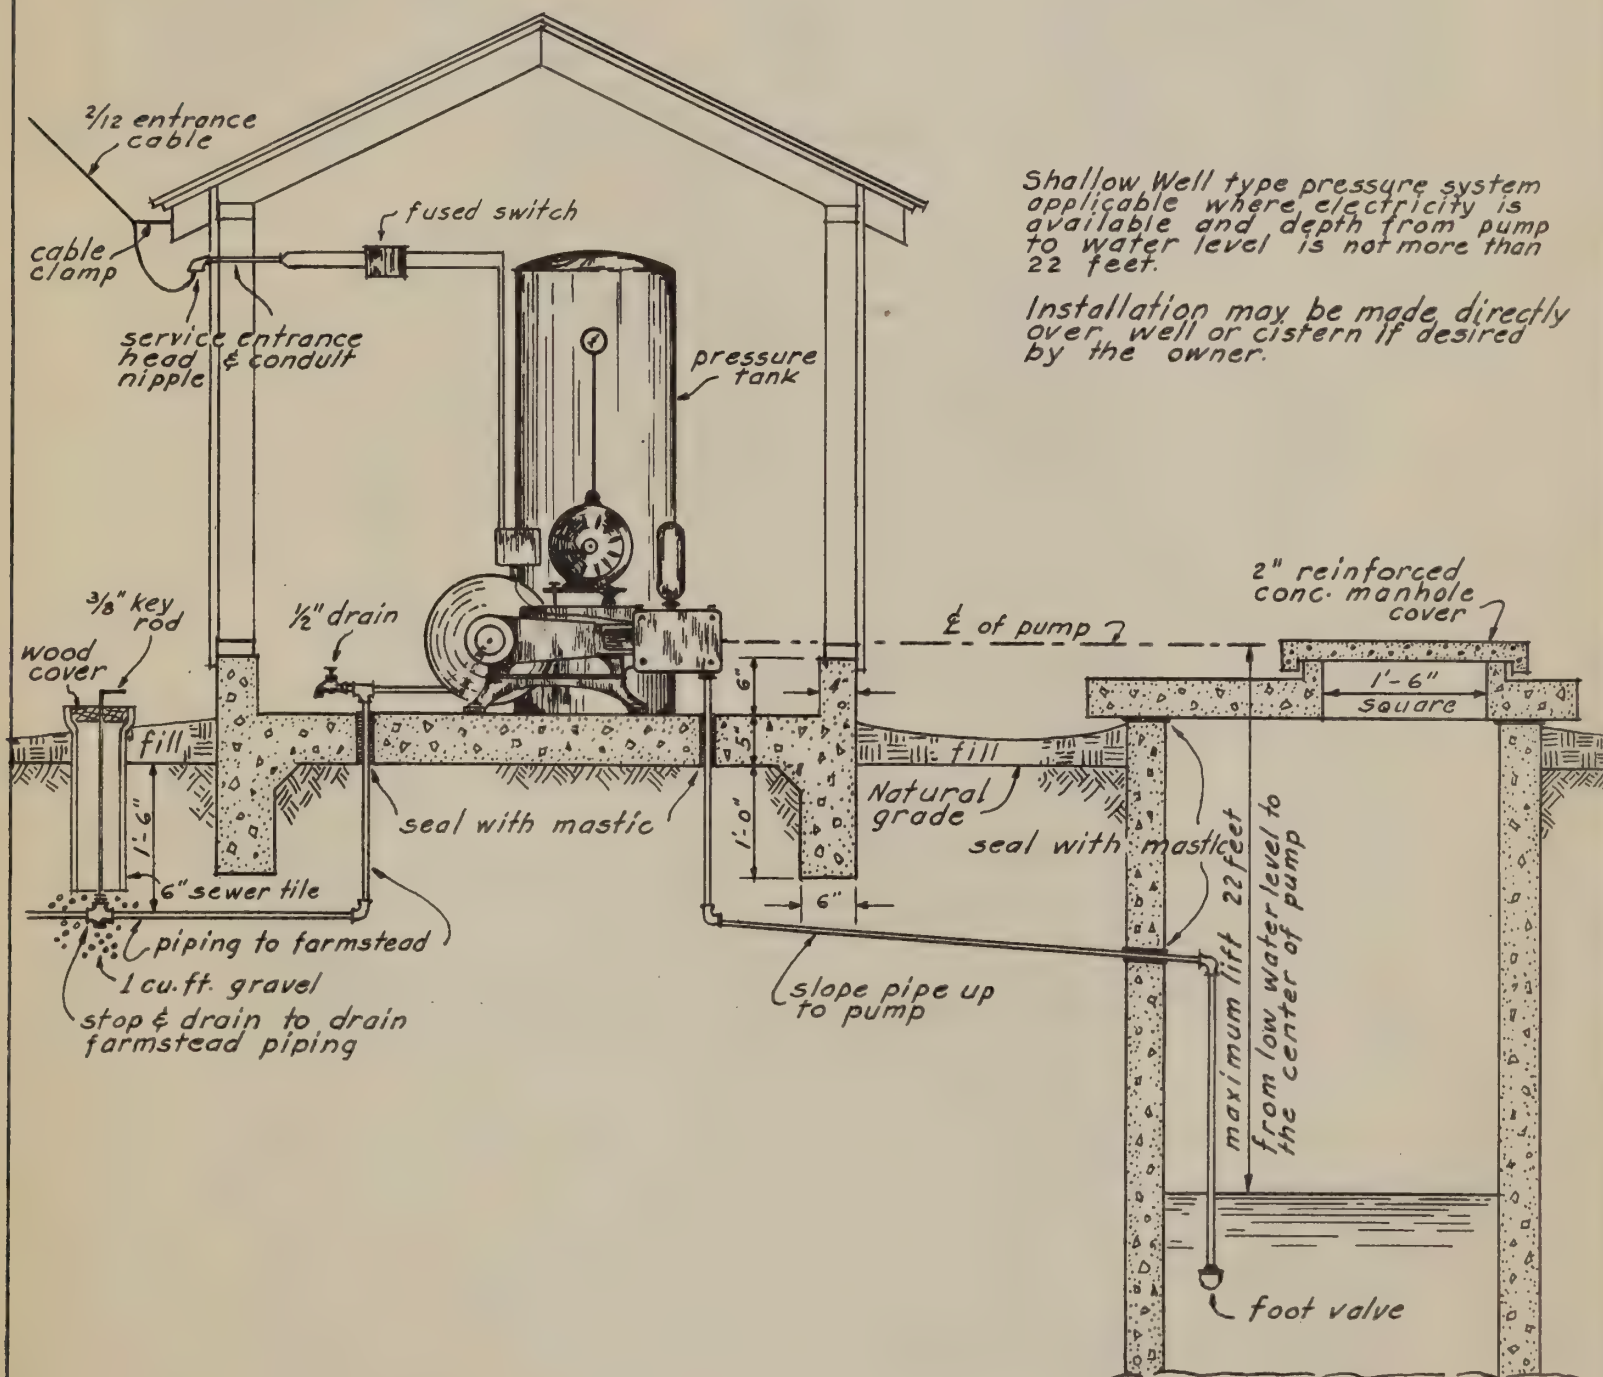 2/12 entrance
cable
cable
clamp
fused switch
service entrance
head & conduit
nipple
pressure
tank
Shallow Well type pressure system
applicable where electricity is
available and depth from pump
to water level is not more than
22 feet.
Installation may be made directly
over well or cistern if desired
by the owner.
3/8" key
rod
wood
cover
1/2" drain
2" reinforced
conc. manhole
cover
℄ of pump
1'-6"
square
6"
4"
5"
fill
fill
1'-6"
seal with mastic
1'-0"
Natural
grade
seal with mastic
6" sewer tile
6"
piping to farmstead
1 cu. ft. gravel
stop & drain to drain
farmstead piping
slope pipe up
to pump
maximum lift 22 feet
from low water level to
the center of pump
foot valve